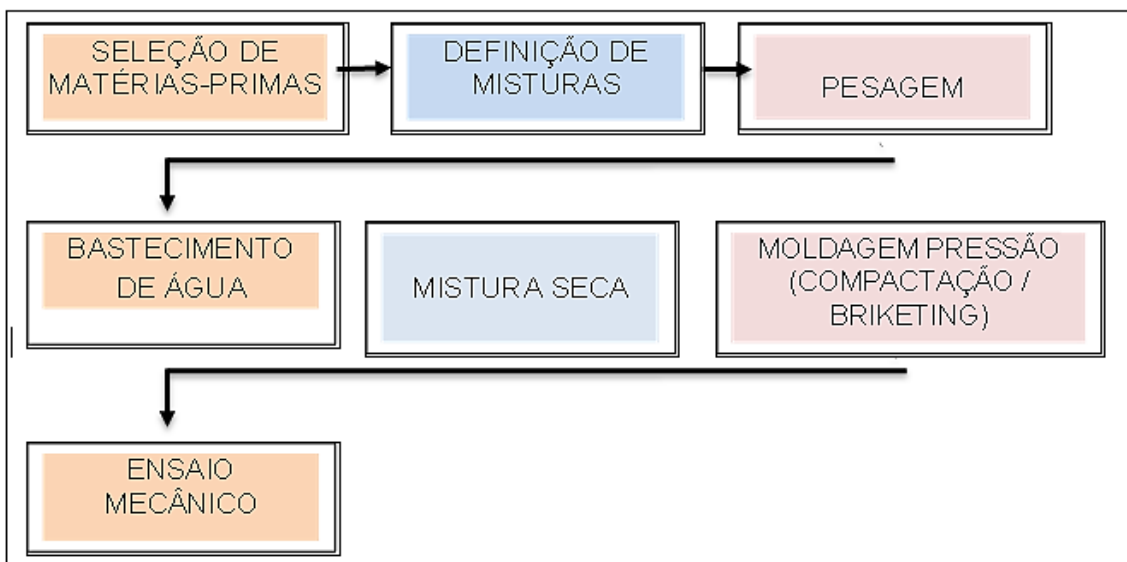 SELEÇÃO DE
MATÉRIAS-PRIMAS
DEFINIÇÃO DE
MISTURAS
PESAGEM
BASTECIMENTO
DE ÁGUA
MISTURA SECA
MOLDAGEM PRESSÃO
(COMPACTAÇÃO /
BRIKETING)
ENSAIO
MECÂNICO